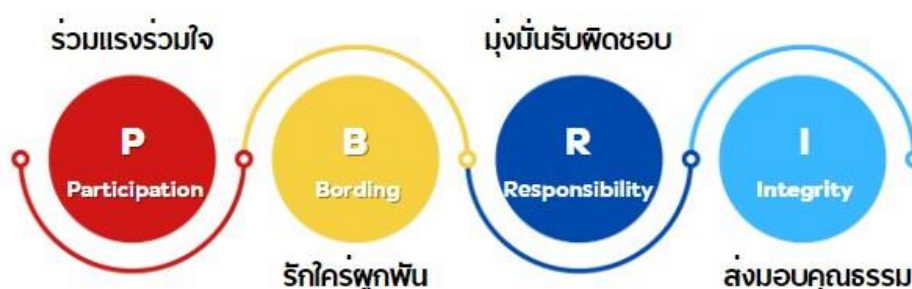 ร่วมแรงร่วมใจ
มุ่งมั่นรับผิดชอบ
P
Participation
B
Bording
R
Responsibility
I
Integrity
รักใคร่ผูกพัน
ส่งมอบคุณธรรม